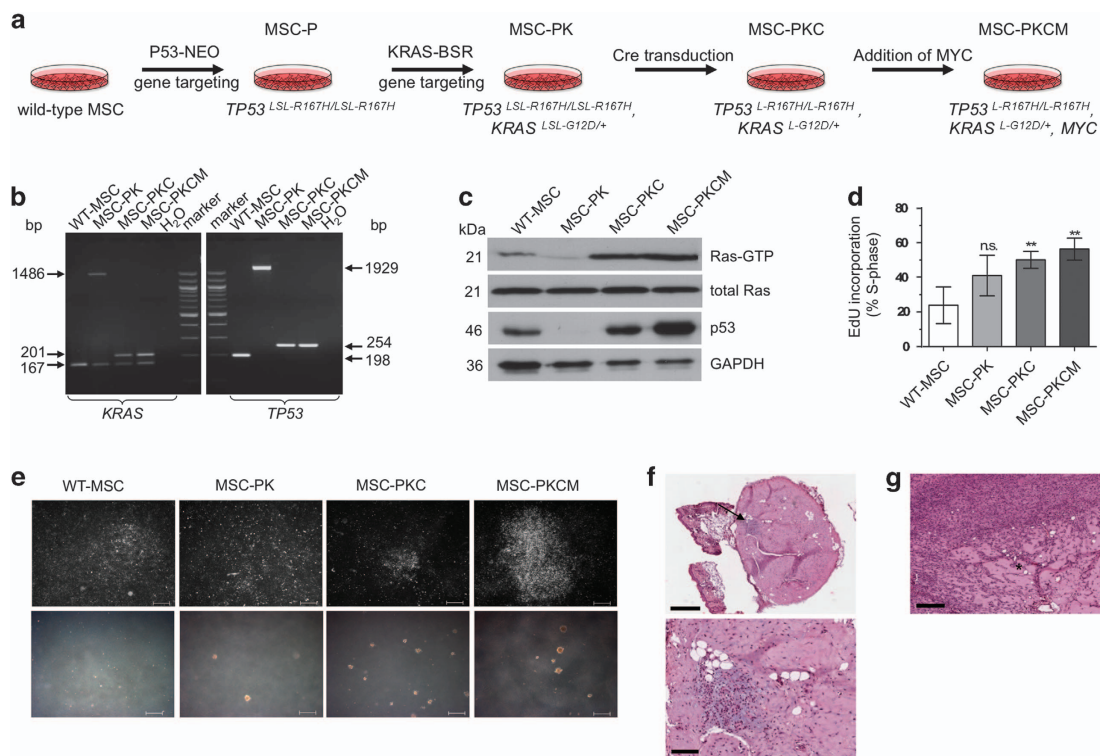 a
MSC-P
MSC-PK
MSC-PKC
MSC-PKCM
P53-NEO
gene targeting
KRAS-BSR
gene targeting
Cre transduction
Addition of MYC
wild-type MSC
TP53 LSL-R167H/LSL-R167H
TP53 LSL-R167H/LSL-R167H,
KRAS LSL-G12D/+
TP53 L-R167H/L-R167H,
KRAS L-G12D/+
TP53 L-R167H/L-R167H,
KRAS L-G12D/+, MYC
b
bp
WT-MSC
MSC-PK
MSC-PKC
MSC-PKCM
H2O
marker
marker
WT-MSC
MSC-PK
MSC-PKC
MSC-PKCM
H2O
bp
1486
201
167
1929
254
198
KRAS
TP53
c
kDa
WT-MSC
MSC-PK
MSC-PKC
MSC-PKCM
21
Ras-GTP
21
total Ras
46
p53
36
GAPDH
d
EdU incorporation
(% S-phase)
80
60
40
20
0
n.s.
**
**
WT-MSC
MSC-PK
MSC-PKC
MSC-PKCM
e
WT-MSC
MSC-PK
MSC-PKC
MSC-PKCM
f
g
*